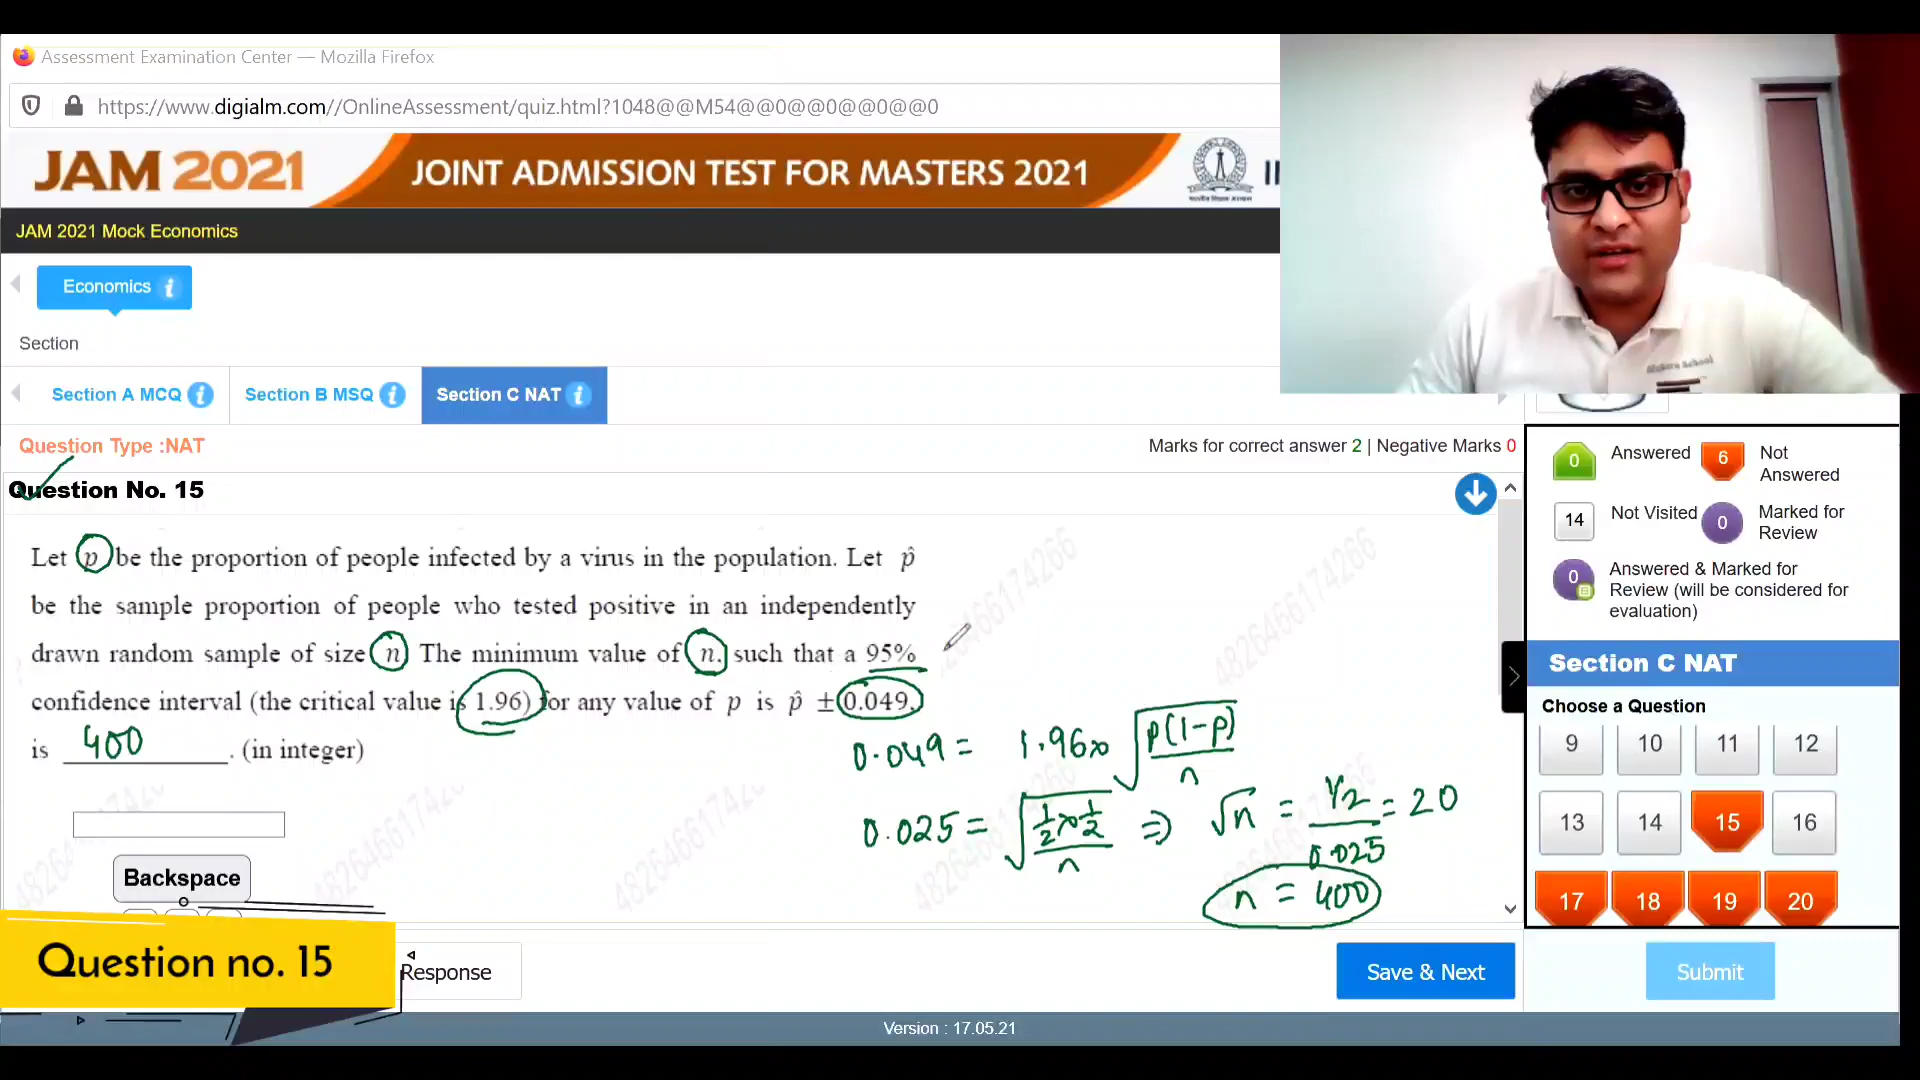 Assessment Examination Center — Mozilla Firefox
https://www.digialm.com//OnlineAssessment/quiz.html?1048@@M54@@0@@0@@0@@0
JAM 2021
JOINT ADMISSION TEST FOR MASTERS 2021
JAM 2021 Mock Economics
Economics i
Section
Section A MCQ i
Section B MSQ i
Section C NAT i
Question Type :NAT
Marks for correct answer 2 | Negative Marks 0
Question No. 15
Let p be the proportion of people infected by a virus in the population. Let p̂
be the sample proportion of people who tested positive in an independently
drawn random sample of size n. The minimum value of n, such that a 95%
confidence interval (the critical value is 1.96) for any value of p is p̂ ± 0.049,
is 400 . (in integer)
0.049 = 1.96 × √(p(1-p)/n)
0.025 = √(1/2 × 1/2 / n) ⇒ √n = 1/2 / 0.025 = 20
n = 400
4826466174266
4826466174266
Backspace
Question no. 15
Response
Save & Next
Submit
Version : 17.05.21
0 Answered
6 Not Answered
14 Not Visited
0 Marked for Review
0 Answered & Marked for Review (will be considered for evaluation)
Section C NAT
Choose a Question
9 10 11 12
13 14 15 16
17 18 19 20